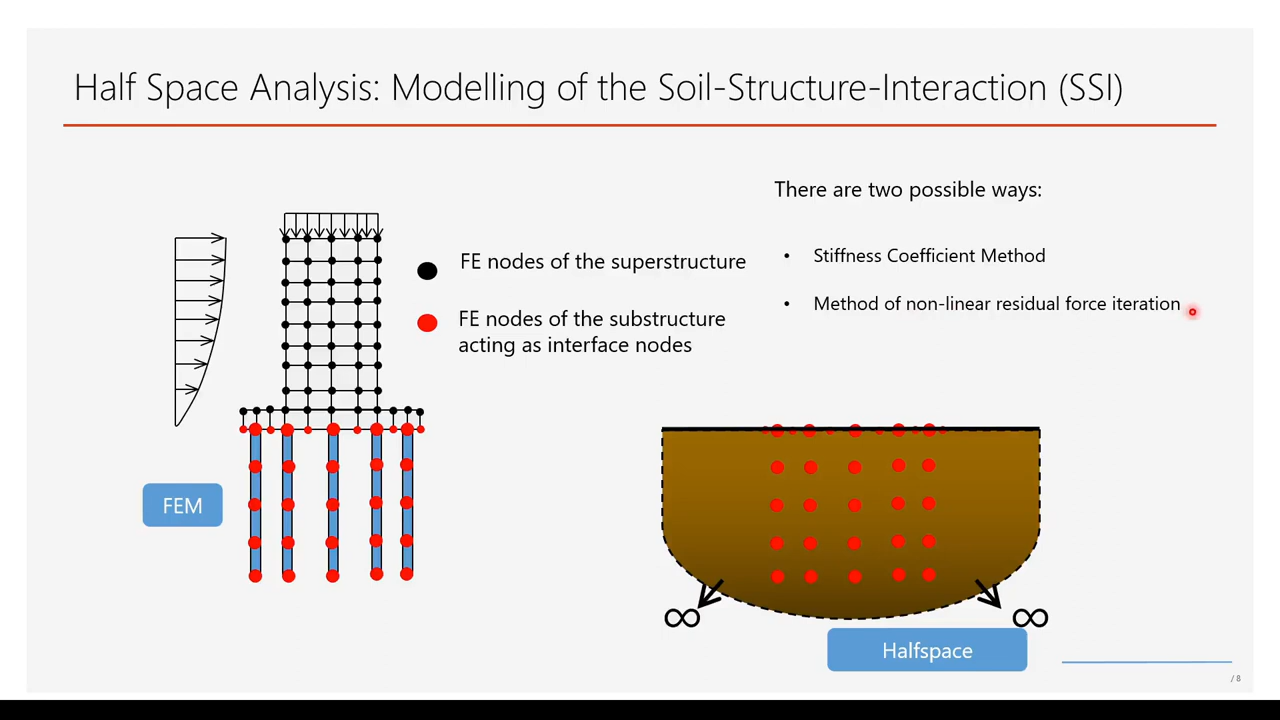 Half Space Analysis: Modelling of the Soil-Structure-Interaction (SSI)
There are two possible ways:
• Stiffness Coefficient Method
• Method of non-linear residual force iteration
FE nodes of the superstructure
FE nodes of the substructure
acting as interface nodes
FEM
∞
∞
Halfspace
/ 8